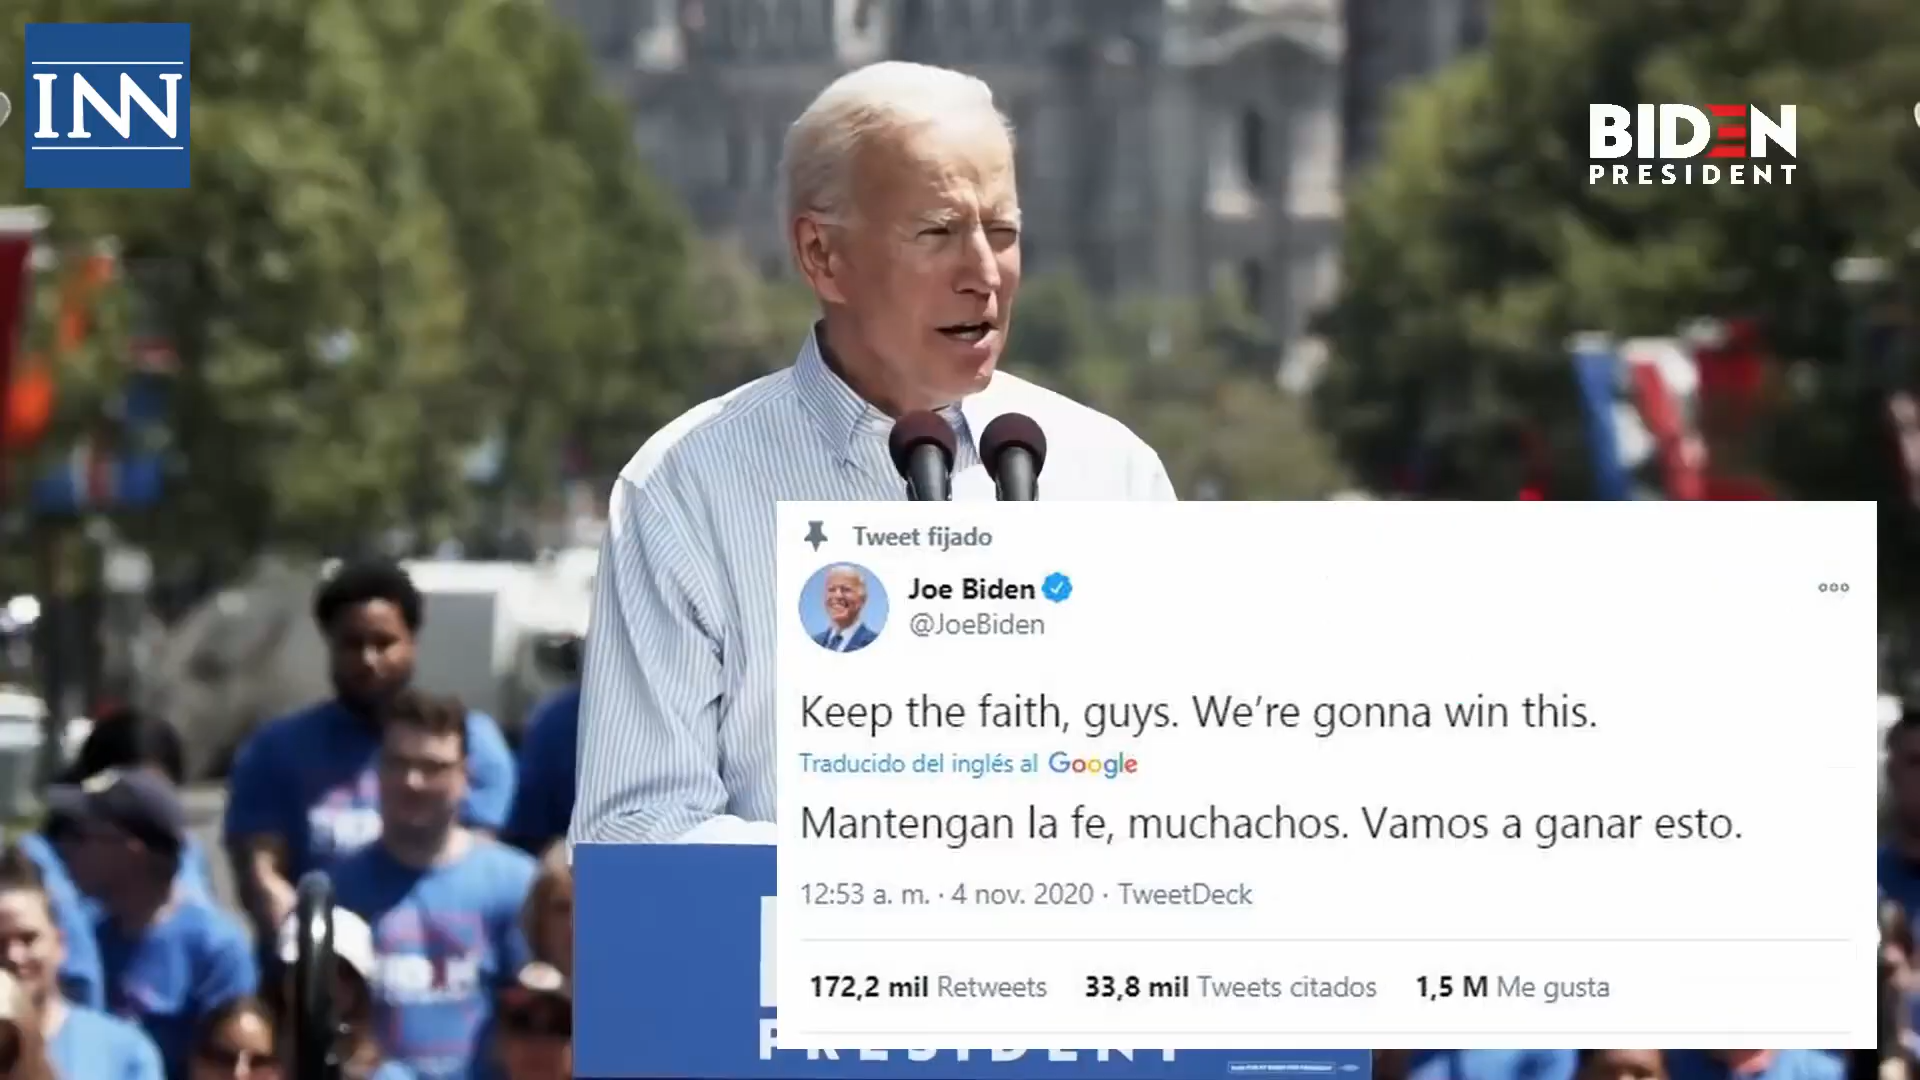 INN
BIDEN
PRESIDENT
Tweet fijado
Joe Biden
@JoeBiden
Keep the faith, guys. We’re gonna win this.
Traducido del inglés al Google
Mantengan la fe, muchachos. Vamos a ganar esto.
12:53 a. m. · 4 nov. 2020 · TweetDeck
172,2 mil Retweets 33,8 mil Tweets citados 1,5 M Me gusta
PRESIDENT